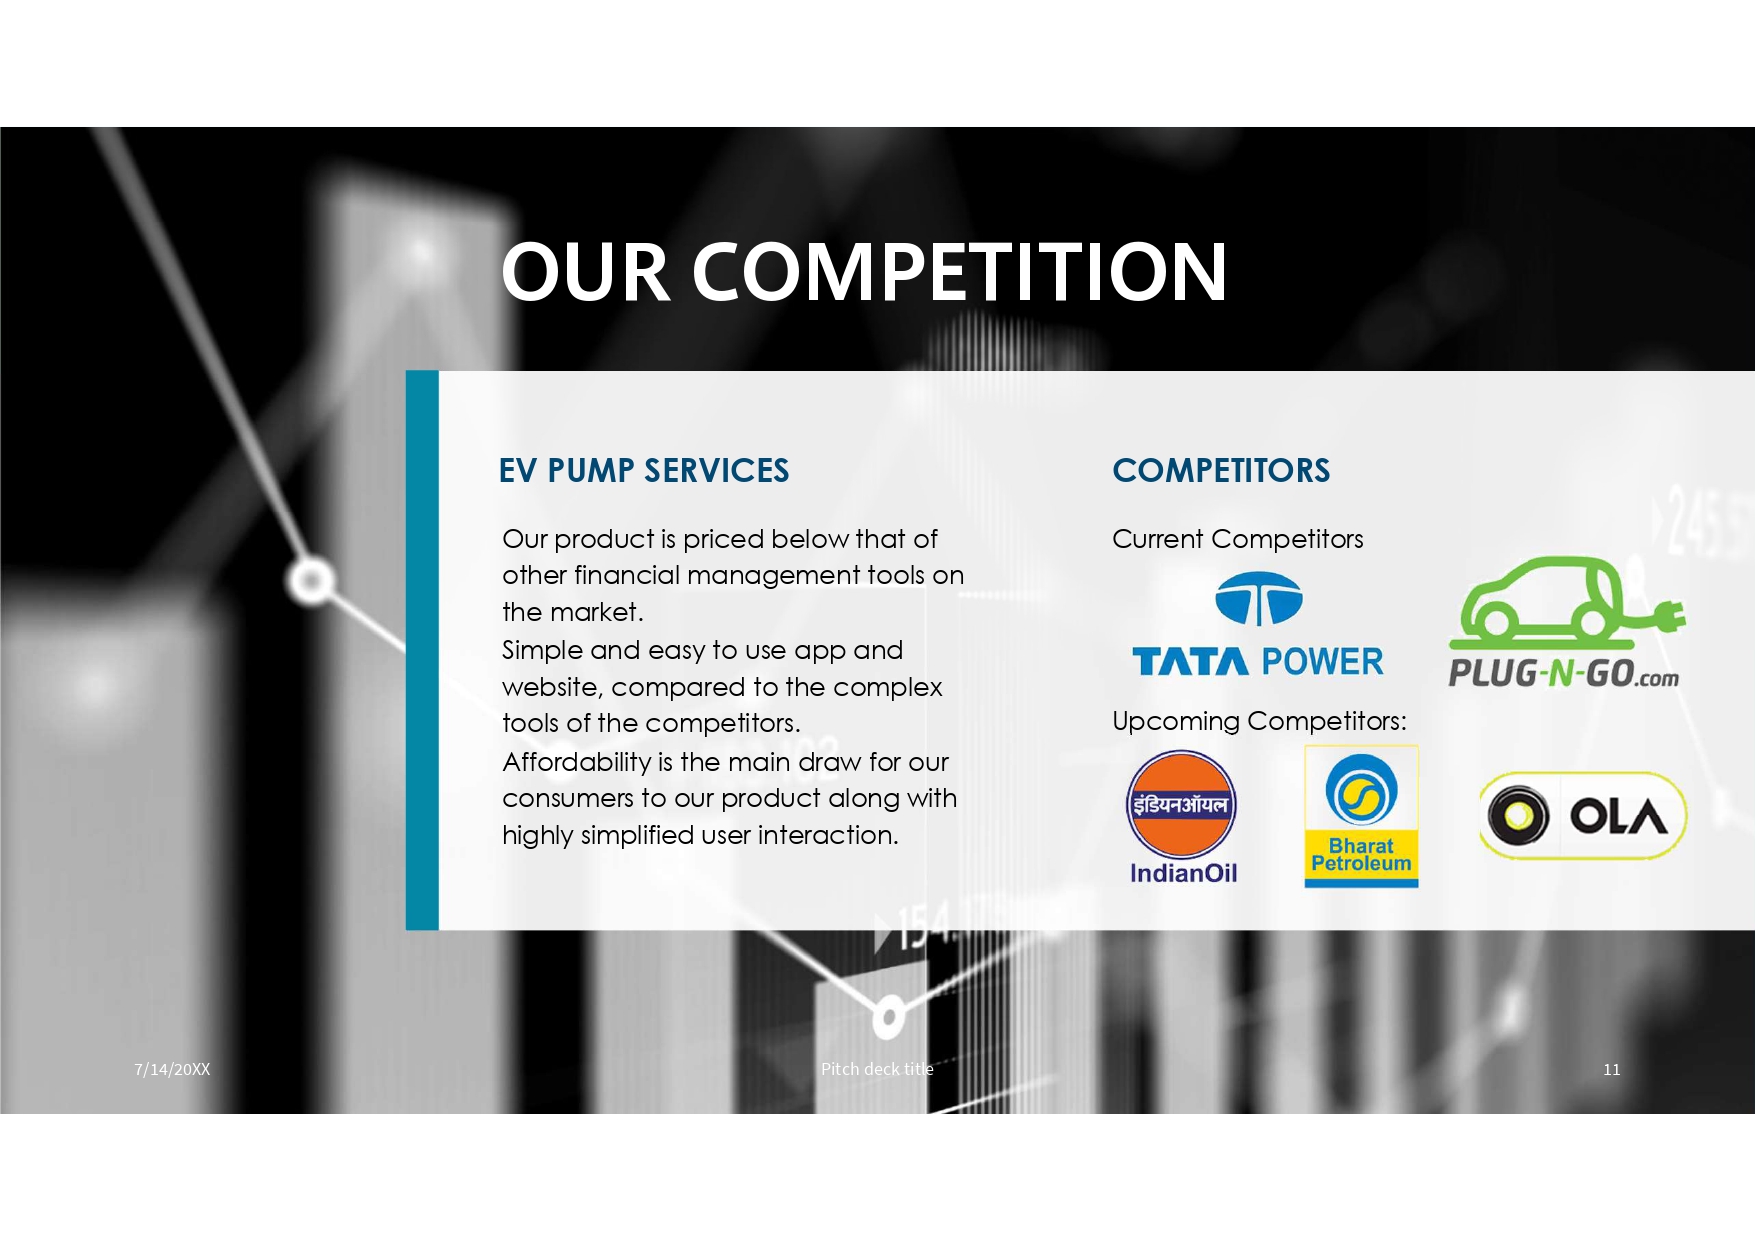 OUR COMPETITION
EV PUMP SERVICES
Our product is priced below that of
other financial management tools on
the market.
Simple and easy to use app and
website, compared to the complex
tools of the competitors.
Affordability is the main draw for our
consumers to our product along with
highly simplified user interaction.
COMPETITORS
Current Competitors
TATA POWER
PLUG-N-GO.com
Upcoming Competitors:
इंडियनऑयल
IndianOil
Bharat
Petroleum
OLA
7/14/20XX
Pitch deck title
11